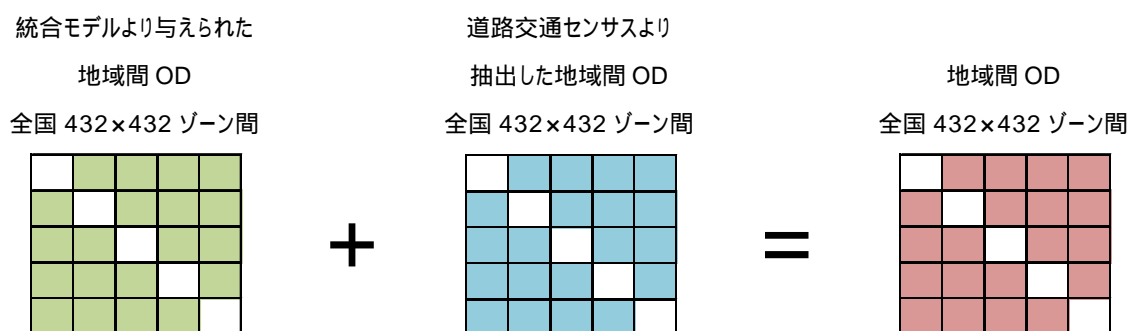 統合モデルより与えられた
地域間 OD
全国 432×432 ゾーン間
道路交通センサスより
抽出した地域間 OD
全国 432×432 ゾーン間
地域間 OD
全国 432×432 ゾーン間
+
=